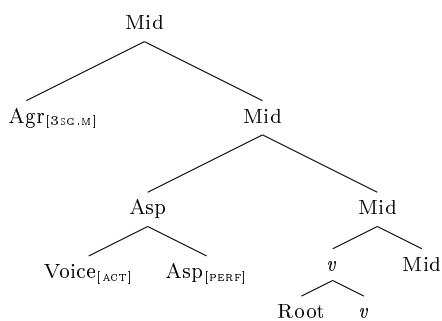 Mid
Agr[3SG.M] Mid
Asp Mid
Voice[ACT] Asp[PERF] v Mid
Root v